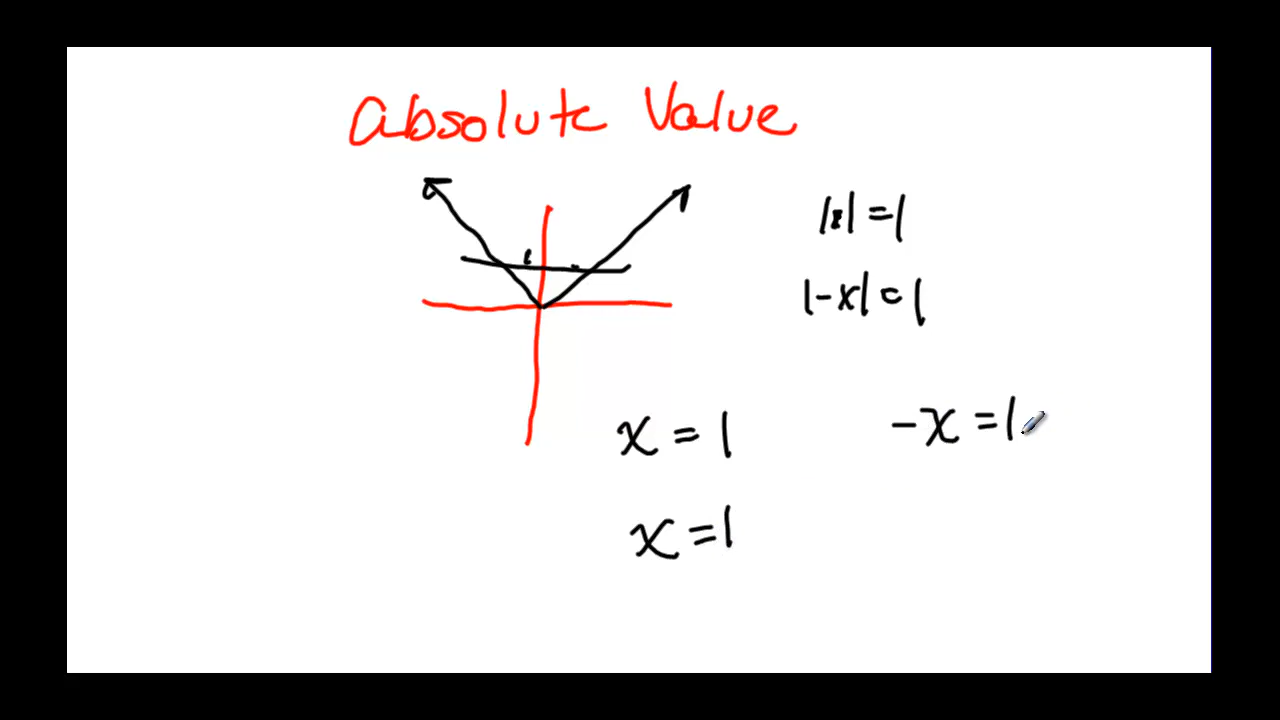 Absolute Value
|x| = 1
|-x| = 1
x = 1
-x = 1
x = 1